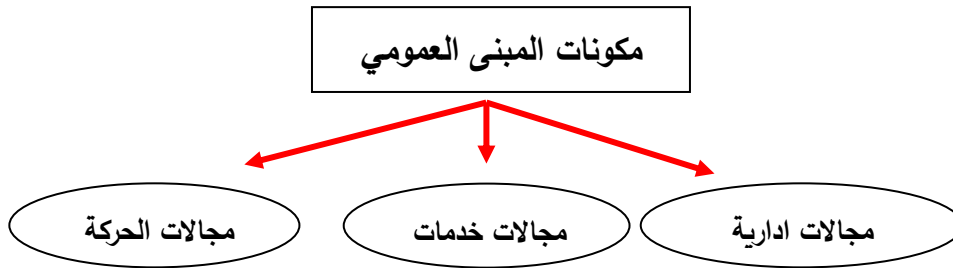 مكونات المبنى العمومي
مجالات ادارية
مجالات خدمات
مجالات الحركة